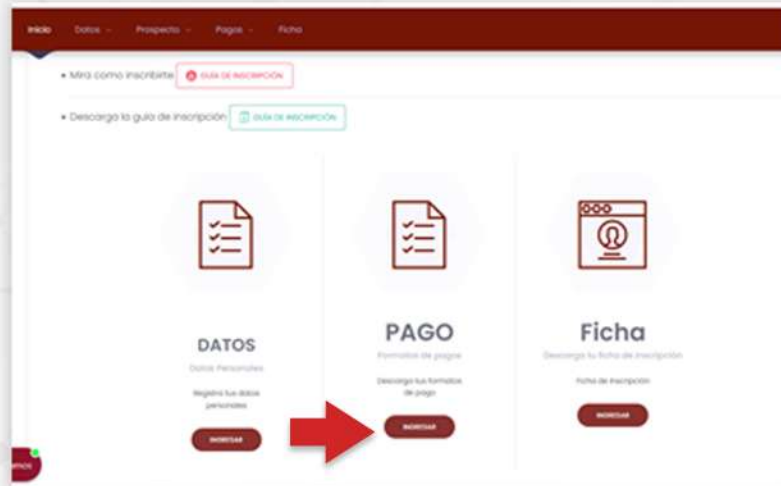 Inicio Datos Prospecto Pagos Ficha
• Mira como inscribirte GUÍA DE INSCRIPCIÓN
• Descarga la guía de inscripción GUÍA DE INSCRIPCIÓN
DATOS
Datos Personales
Registra tus datos
personales
INGRESAR
PAGO
Formatos de pagos
Descarga tus formatos
de pago
INGRESAR
Ficha
Descarga tu ficha de inscripción
Ficha de inscripción
INGRESAR